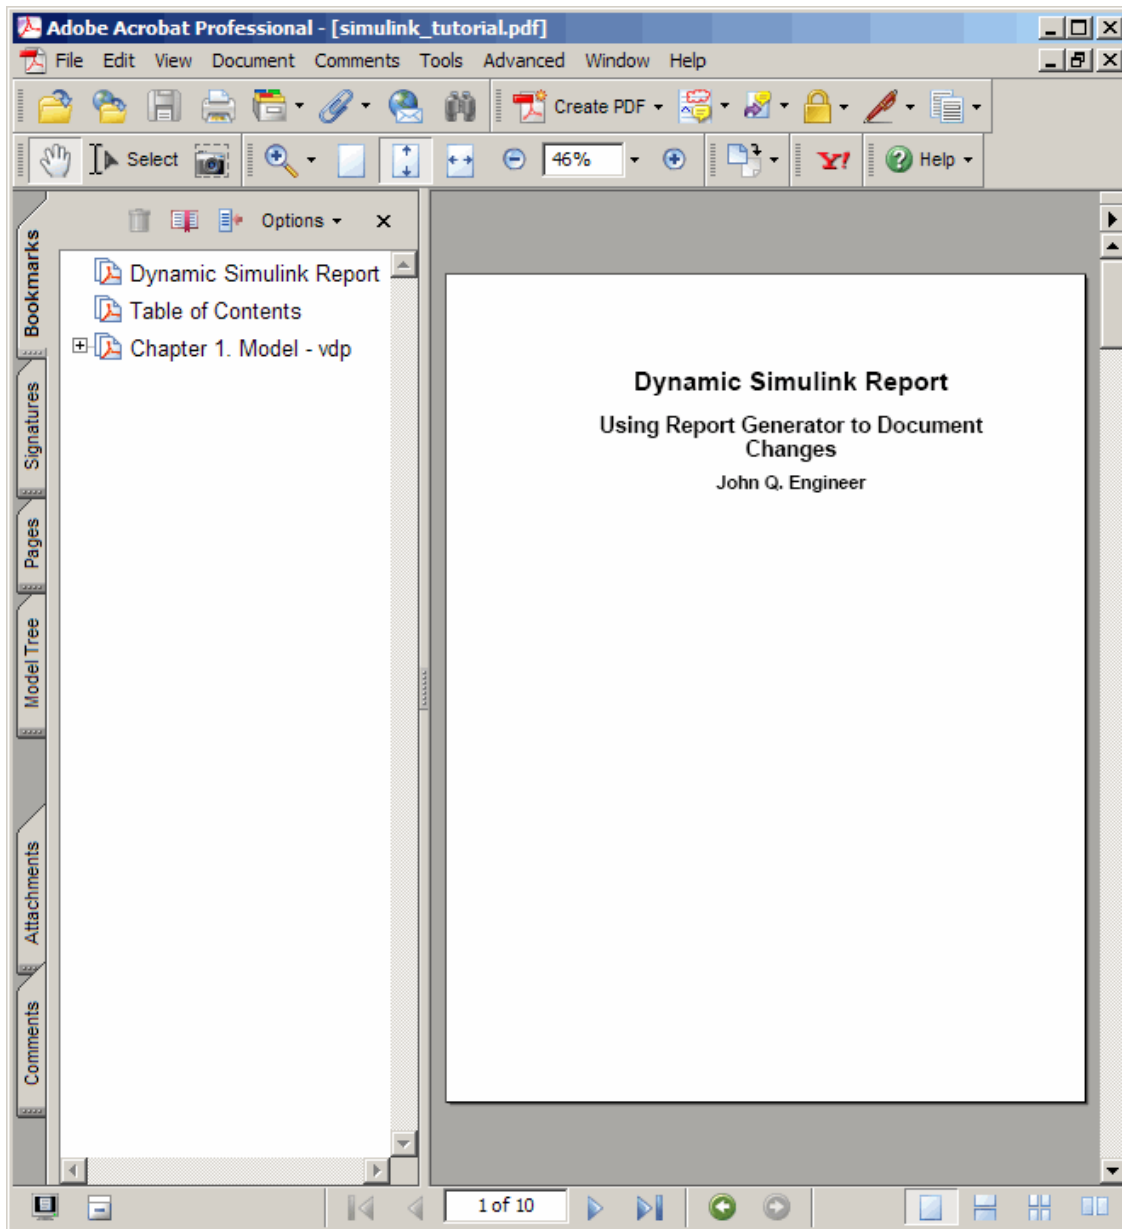 Adobe Acrobat Professional - [simulink_tutorial.pdf]
File Edit View Document Comments Tools Advanced Window Help
Create PDF
Select 46% Y! Help
Options
Bookmarks
Signatures
Pages
Model Tree
Attachments
Comments
Dynamic Simulink Report
Table of Contents
Chapter 1. Model - vdp
Dynamic Simulink Report
Using Report Generator to Document
Changes
John Q. Engineer
1 of 10